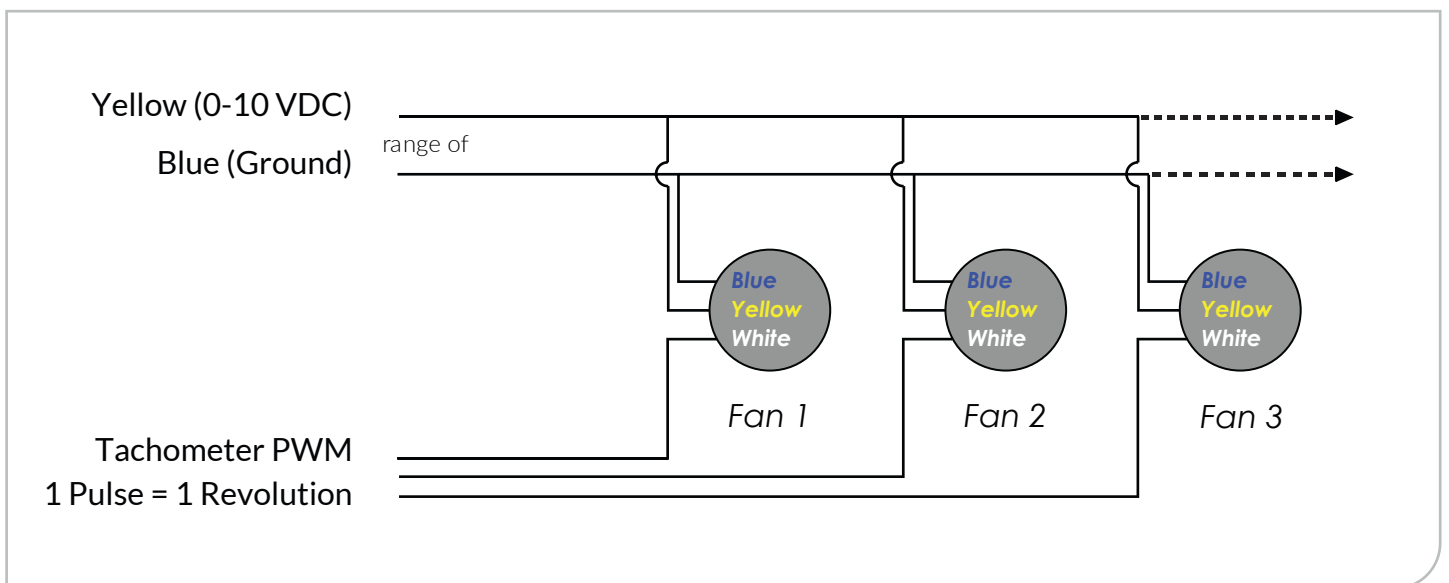 Yellow (0-10 VDC)
range of
Blue (Ground)
Blue
Yellow
White
Fan 1
Blue
Yellow
White
Fan 2
Blue
Yellow
White
Fan 3
Tachometer PWM
1 Pulse = 1 Revolution